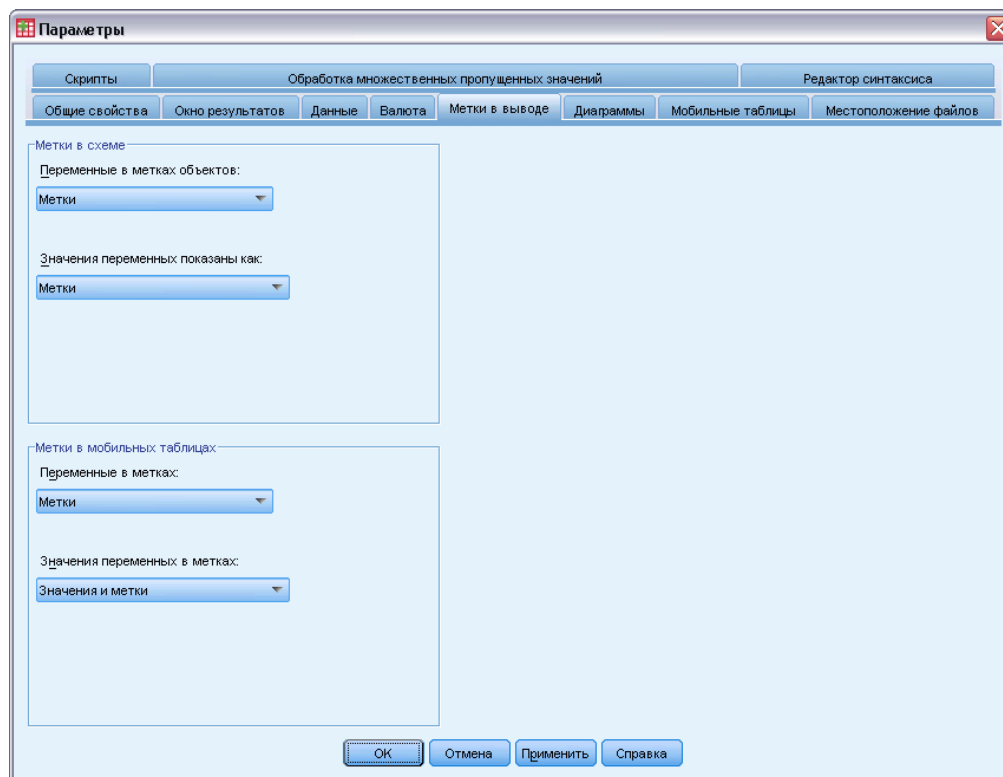 Параметры
Скрипты
Обработка множественных пропущенных значений
Редактор синтаксиса
Общие свойства
Окно результатов
Данные
Валюта
Метки в выводе
Диаграммы
Мобильные таблицы
Местоположение файлов
Метки в схеме
Переменные в метках объектов:
Метки
Значения переменных показаны как:
Метки
Метки в мобильных таблицах
Переменные в метках:
Метки
Значения переменных в метках:
Значения и метки
OK
Отмена
Применить
Справка